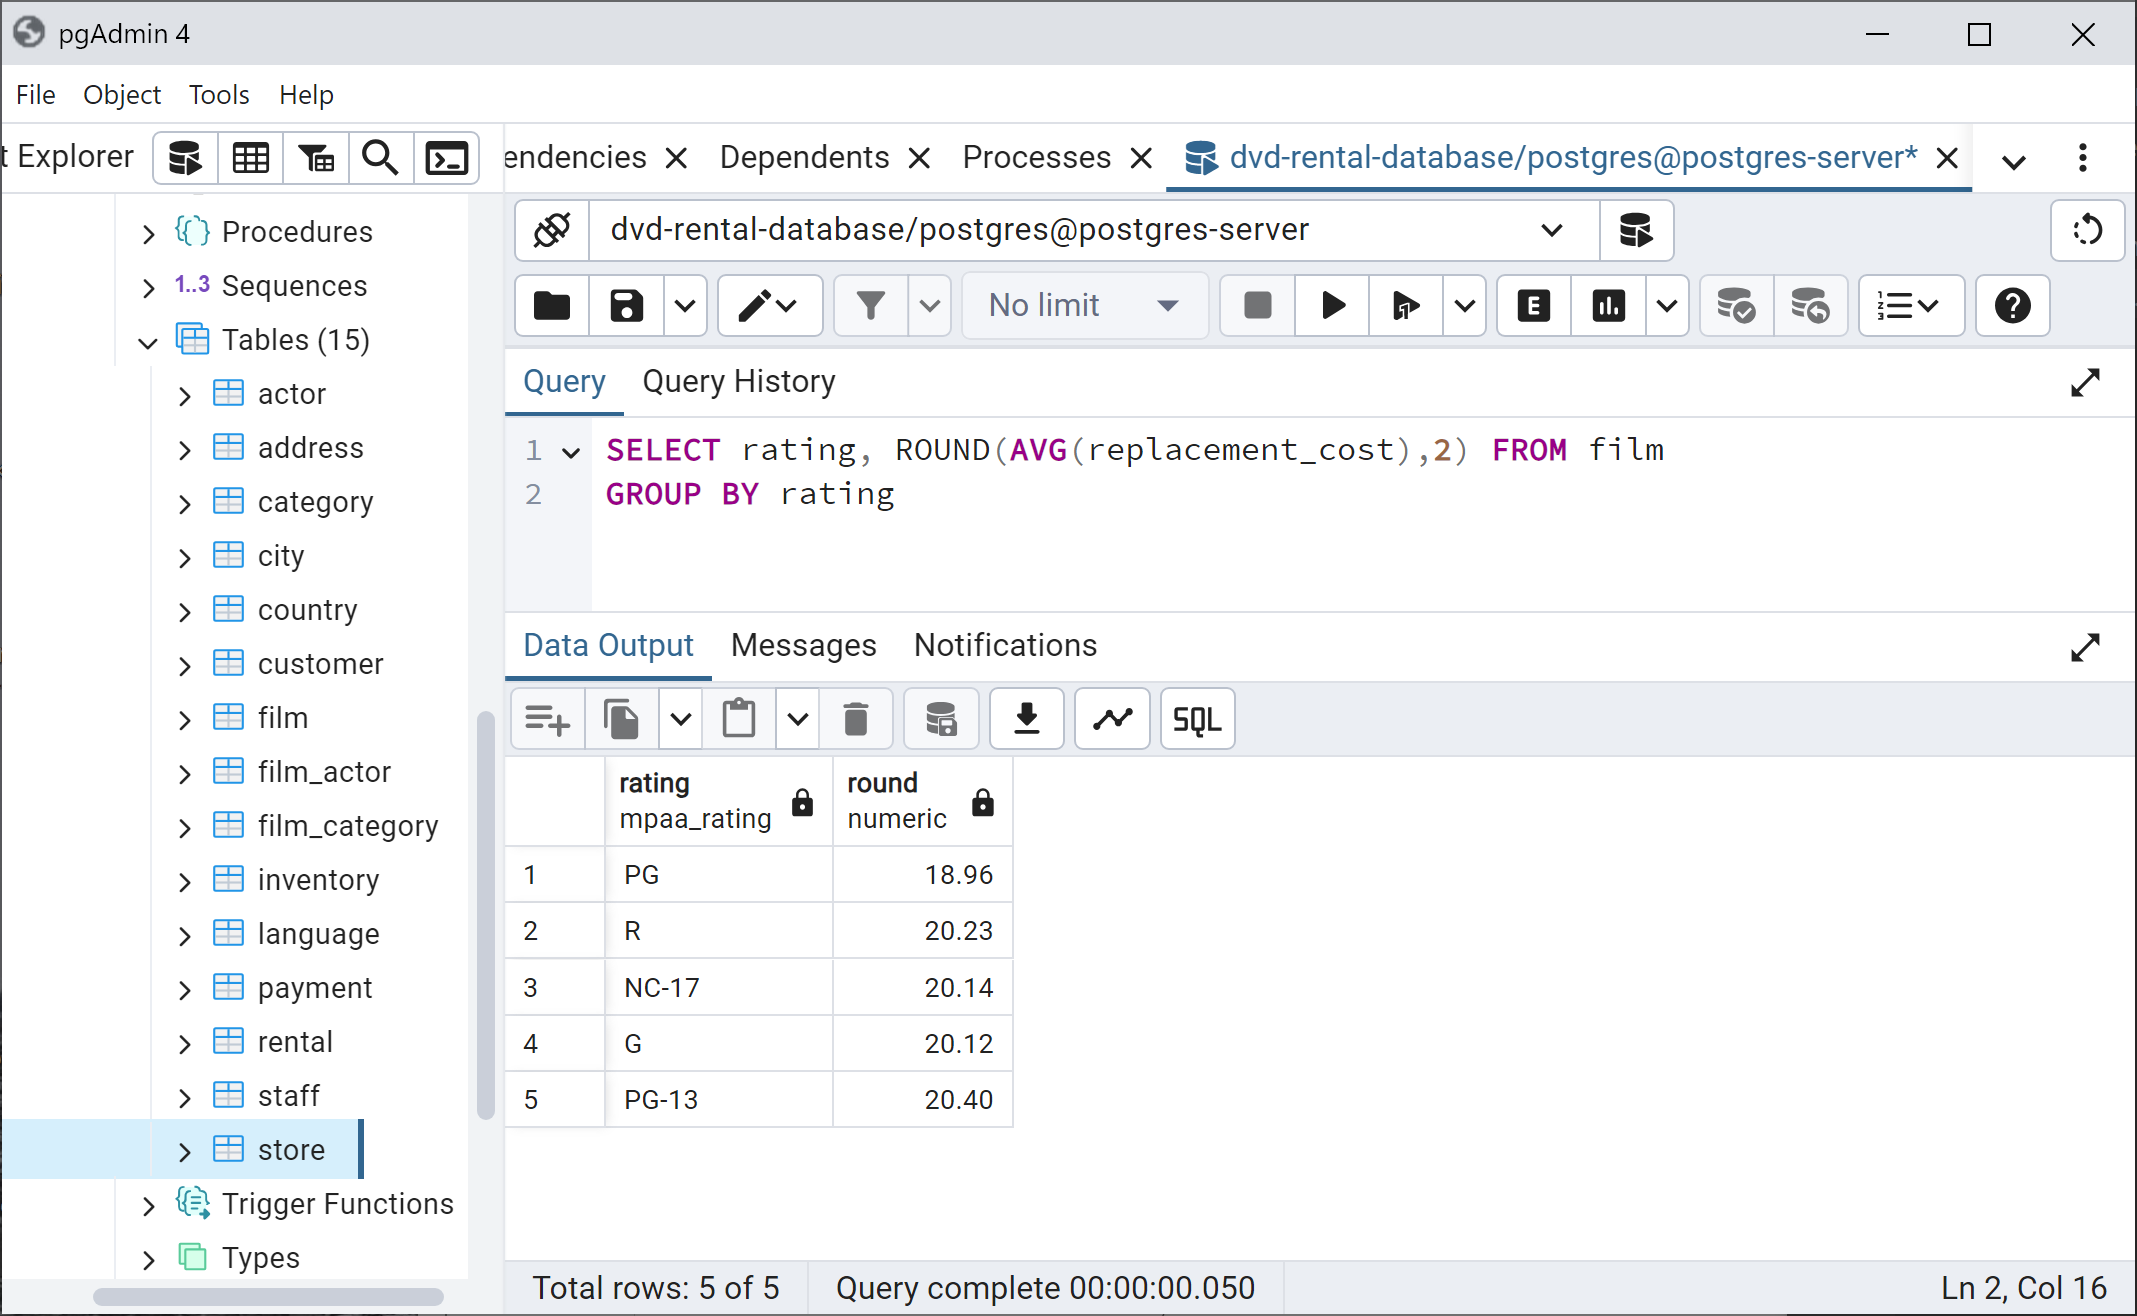 pgAdmin 4
File Object Tools Help
t Explorer
endencies Dependents Processes dvd-rental-database/postgres@postgres-server*
dvd-rental-database/postgres@postgres-server
No limit
E
Query Query History
1 SELECT rating, ROUND(AVG(replacement_cost),2) FROM film
2 GROUP BY rating
Data Output Messages Notifications
SQL
rating round
mpaa_rating numeric
1 PG 18.96
2 R 20.23
3 NC-17 20.14
4 G 20.12
5 PG-13 20.40
Total rows: 5 of 5 Query complete 00:00:00.050 Ln 2, Col 16
Procedures
1..3 Sequences
Tables (15)
actor
address
category
city
country
customer
film
film_actor
film_category
inventory
language
payment
rental
staff
store
Trigger Functions
Types